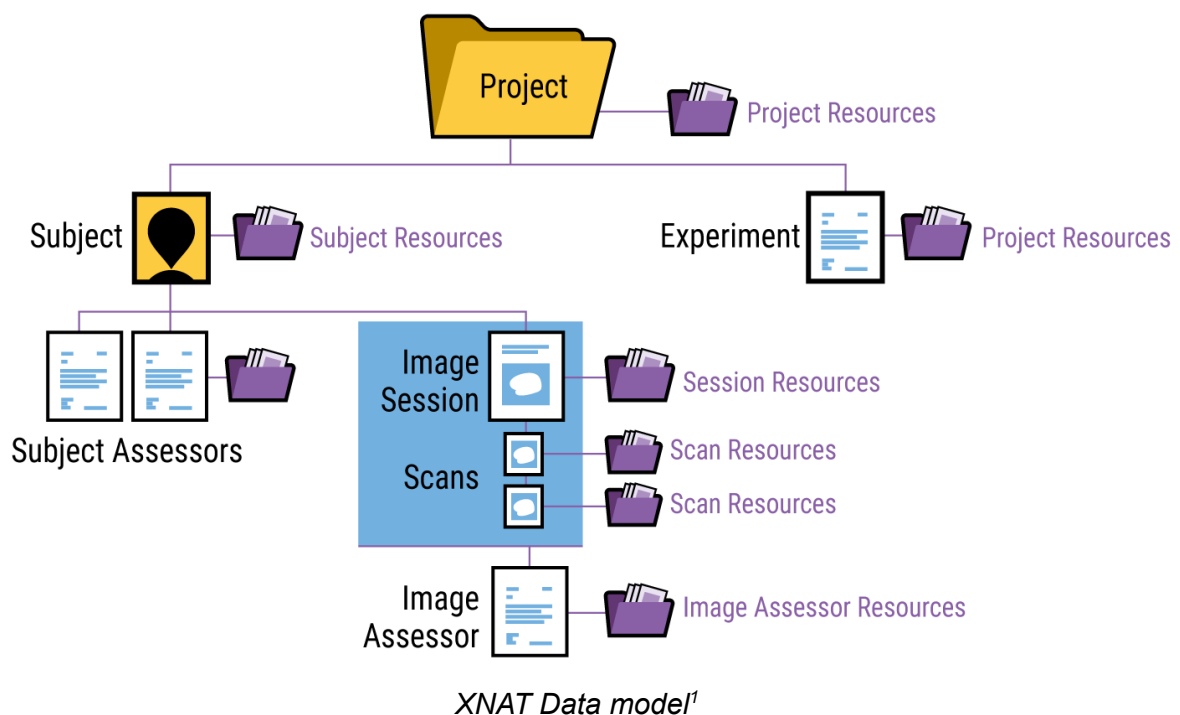 Project
Project Resources
Subject
Subject Resources
Experiment
Project Resources
Image
Session
Session Resources
Subject Assessors
Scans
Scan Resources
Scan Resources
Image
Assessor
Image Assessor Resources
XNAT Data model¹